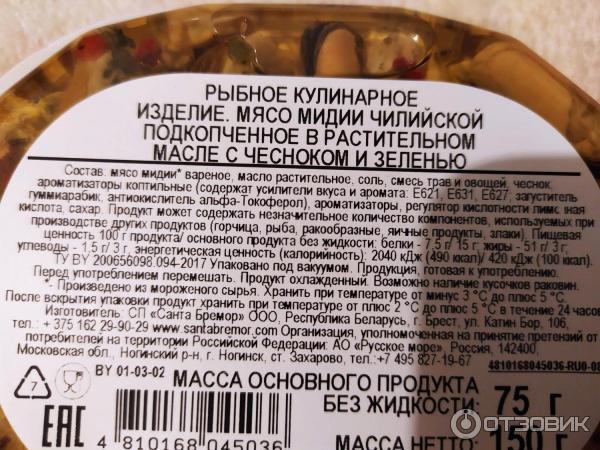 РЫБНОЕ КУЛИНАРНОЕ
ИЗДЕЛИЕ. МЯСО МИДИИ ЧИЛИЙСКОЙ
ПОДКОПЧЕННОЕ В РАСТИТЕЛЬНОМ
МАСЛЕ С ЧЕСНОКОМ И ЗЕЛЕНЬЮ
Состав: мясо мидии* вареное, масло растительное, соль, смесь трав и овощей, чеснок,
ароматизаторы коптильные (содержат усилители вкуса и аромата: Е621, Е631, Е627; загуститель
гуммиарабик, антиокислитель альфа-Токоферол), ароматизаторы, регулятор кислотности
кислота, сахар. Продукт может содержать незначительное количество компонентов, используемых при
производстве других продуктов (горчица, рыба, ракообразные, яичные продукты, злаки). Пищевая
ценность 100 г продукта/ основного продукта без жидкости: белки - 7,5 г/ 15 г; жиры - 51 г/ 3 г,
углеводы - 1,5 г/ 3 г, энергетическая ценность (калорийность): 2040 кДж (490 ккал)/ 420 кДж (100 ккал).
ТУ BY 200656098.094-2017 Упаковано под вакуумом. Продукция, готовая к употреблению.
Перед употреблением перемешать. Продукт охлажденный. Возможно наличие кусочков раковин.
*- Произведено из мороженого сырья. Хранить при температуре от минус 3 °С до плюс 5 °С.
После вскрытия упаковки продукт хранить при температуре от плюс 2 °С до плюс 5 °С в течение 24 часов
Изготовитель: СП «Санта Бремор» ООО, Республика Беларусь, г. Брест, ул. Катин Бор, 106,
тел.: + 375 162 29-90-29 www.santabremor.com Организация, уполномоченная на принятие претензий от
потребителей на территории Российской Федерации: АО «Русское море», Россия, 142400,
Московская обл., Ногинский р-н, г. Ногинск, ст. Захарово, тел.:+7 495 827-19-67
7
BY 01-03-02
4810168045036-RU0-08
МАССА ОСНОВНОГО ПРОДУКТА
БЕЗ ЖИДКОСТИ: 75 г
МАССА НЕТТО: 150 г
EAC
4 810168 045036
ОТЗОВИК